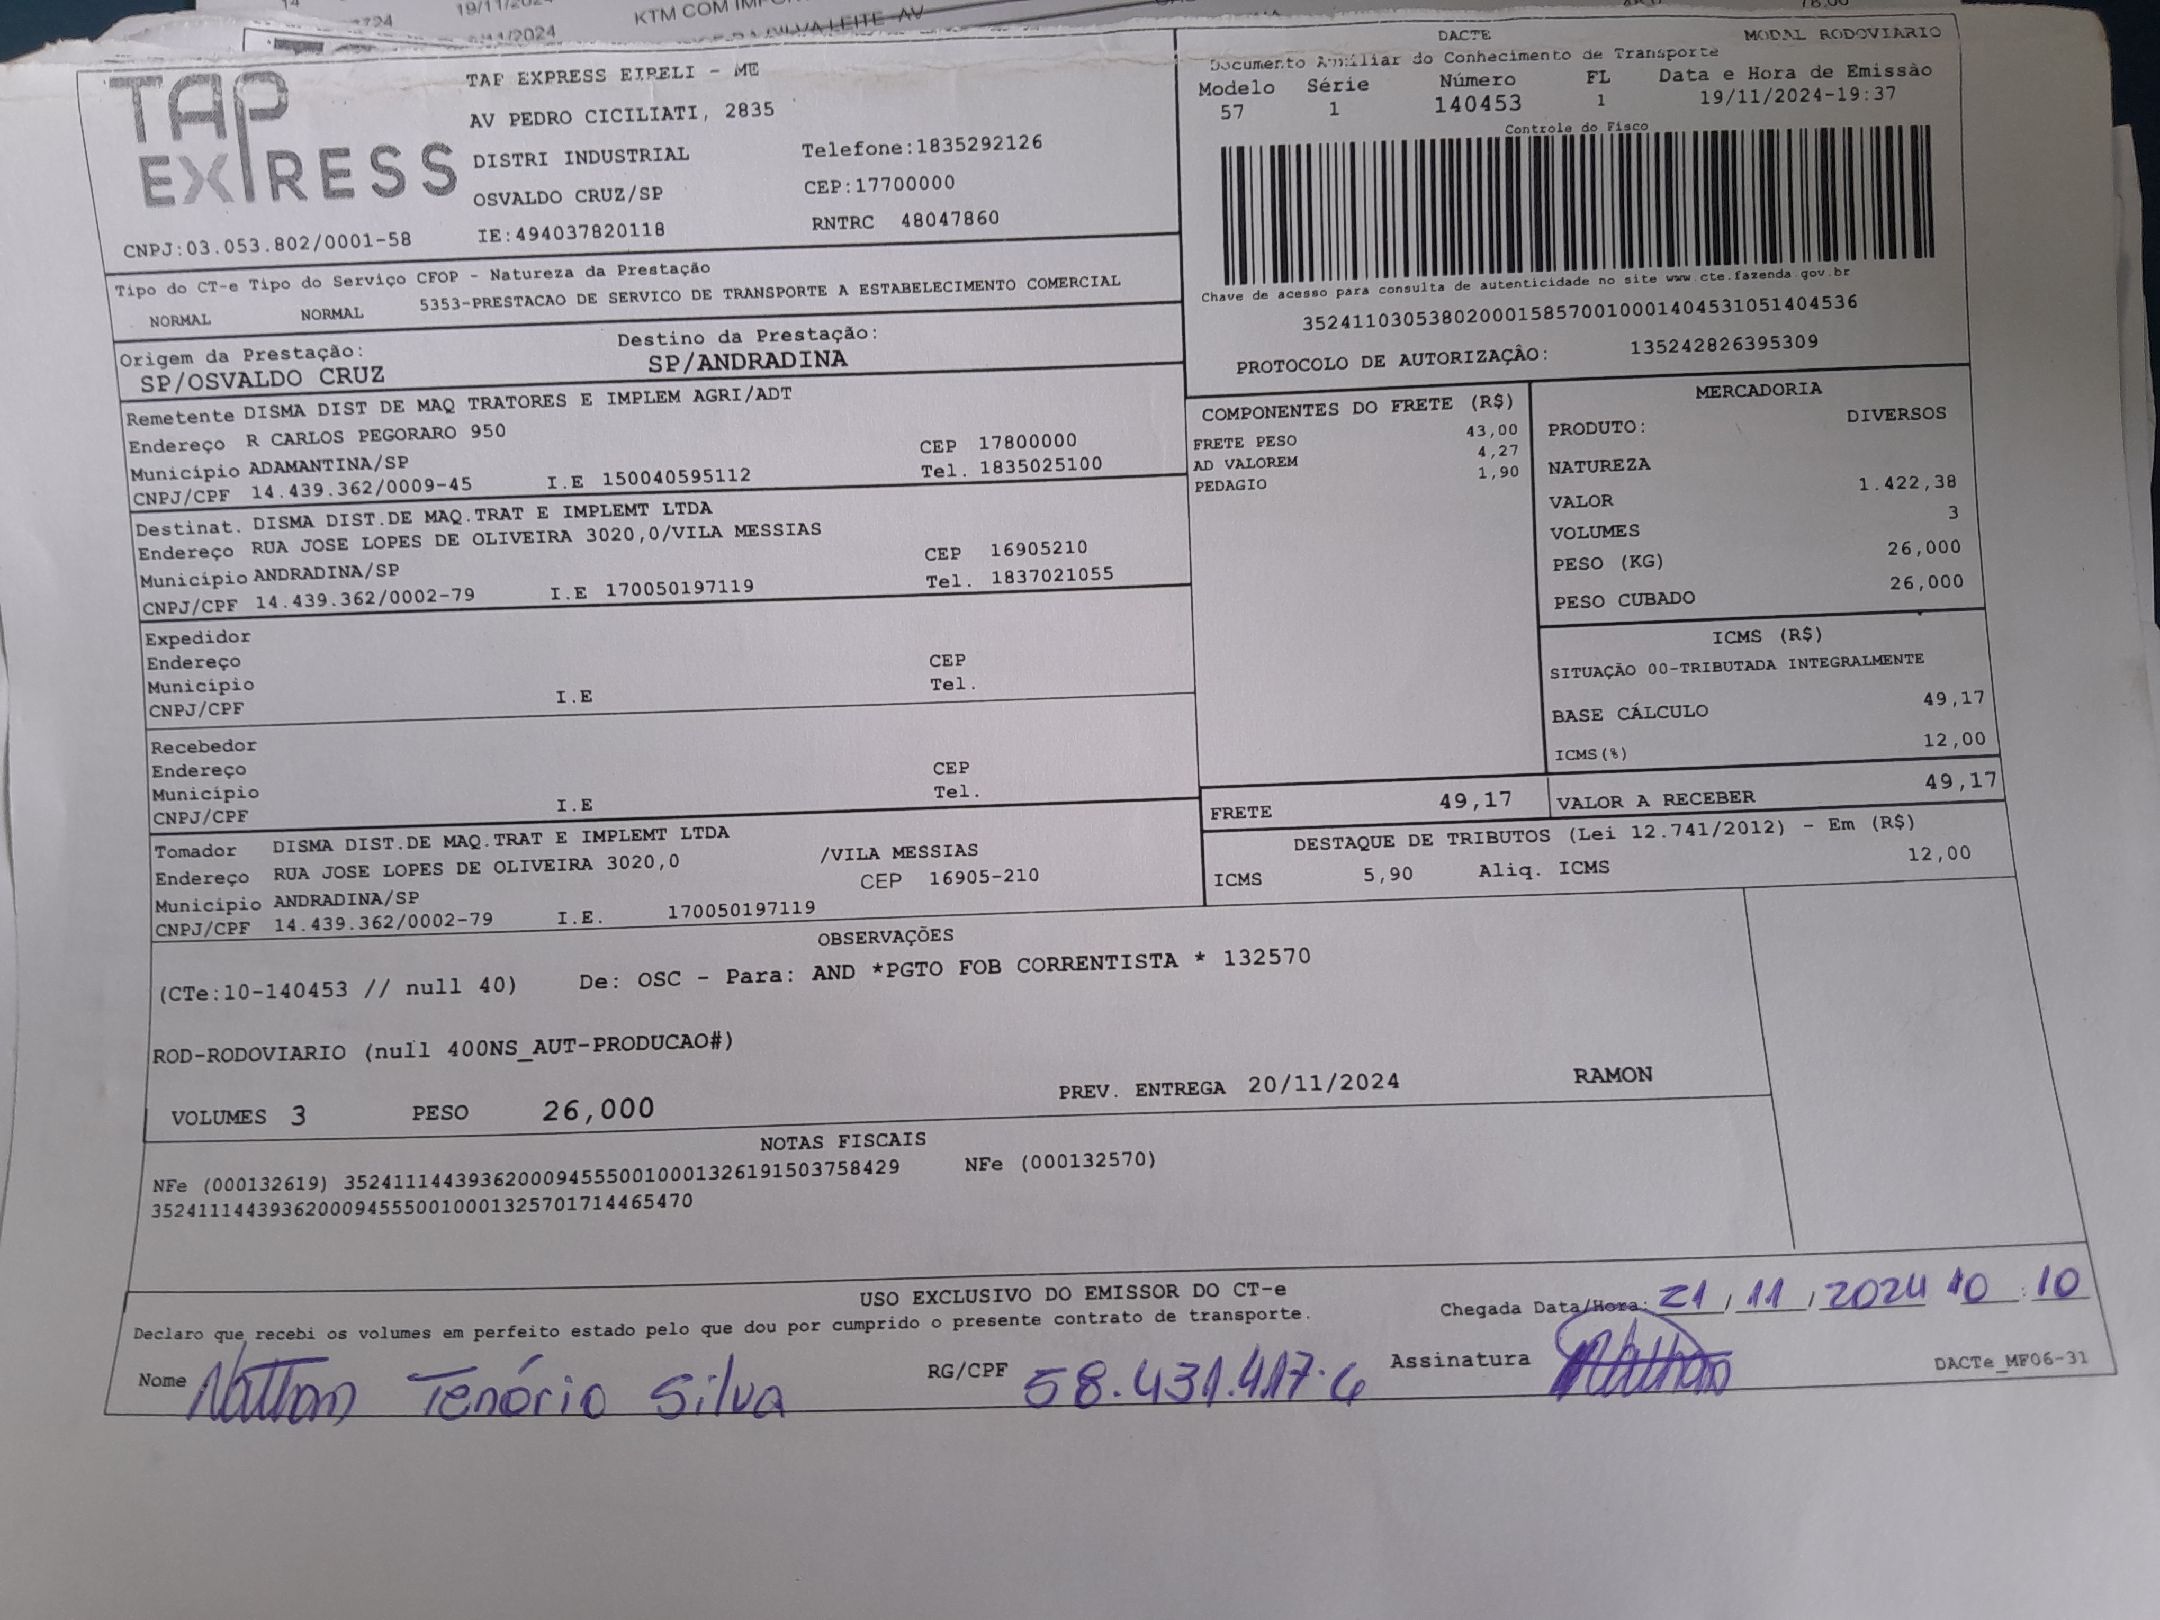 19/11/2024
TAP EXPRESS
TAP EXPRESS EIRELI - ME
AV PEDRO CICILIATI, 2835
DISTRI INDUSTRIAL
Telefone:1835292126
OSVALDO CRUZ/SP
CEP:17700000
CNPJ:03.053.802/0001-58
IE:494037820118
RNTRC 48047860
DACTE
MODAL RODOVIARIO
Documento Auxiliar do Conhecimento de Transporte
Modelo Série Número FL Data e Hora de Emissão
57 1 140453 1 19/11/2024-19:37
Controle do Fisco
Chave de acesso para consulta de autenticidade no site www.cte.fazenda.gov.br
35241103053802000158570010001404531051404536
PROTOCOLO DE AUTORIZAÇÃO: 135242826395309
Tipo do CT-e Tipo do Serviço CFOP - Natureza da Prestação
NORMAL NORMAL 5353-PRESTACAO DE SERVICO DE TRANSPORTE A ESTABELECIMENTO COMERCIAL
Origem da Prestação: Destino da Prestação:
SP/OSVALDO CRUZ SP/ANDRADINA
Remetente DISMA DIST DE MAQ TRATORES E IMPLEM AGRI/ADT
Endereço R CARLOS PEGORARO 950 CEP 17800000
Município ADAMANTINA/SP Tel. 1835025100
CNPJ/CPF 14.439.362/0009-45 I.E 150040595112
Destinat. DISMA DIST.DE MAQ.TRAT E IMPLEMT LTDA
Endereço RUA JOSE LOPES DE OLIVEIRA 3020,0/VILA MESSIAS CEP 16905210
Município ANDRADINA/SP Tel. 1837021055
CNPJ/CPF 14.439.362/0002-79 I.E 170050197119
Expedidor
Endereço CEP
Município Tel.
CNPJ/CPF I.E
Recebedor
Endereço CEP
Município Tel.
CNPJ/CPF I.E
Tomador DISMA DIST.DE MAQ.TRAT E IMPLEMT LTDA
Endereço RUA JOSE LOPES DE OLIVEIRA 3020,0 /VILA MESSIAS
Municipio ANDRADINA/SP CEP 16905-210
CNPJ/CPF 14.439.362/0002-79 I.E. 170050197119
COMPONENTES DO FRETE (R$)
FRETE PESO 43,00
AD VALOREM 4,27
PEDAGIO 1,90
MERCADORIA
PRODUTO: DIVERSOS
NATUREZA
VALOR 1.422,38
VOLUMES 3
PESO (KG) 26,000
PESO CUBADO 26,000
ICMS (R$)
SITUAÇÃO 00-TRIBUTADA INTEGRALMENTE
BASE CÁLCULO 49,17
ICMS(%) 12,00
FRETE 49,17 VALOR A RECEBER 49,17
DESTAQUE DE TRIBUTOS (Lei 12.741/2012) - Em (R$)
ICMS 5,90 Aliq. ICMS 12,00
OBSERVAÇÕES
(CTe:10-140453 // null 40) De: OSC - Para: AND *PGTO FOB CORRENTISTA * 132570
ROD-RODOVIARIO (null 400NS_AUT-PRODUCAO#)
VOLUMES 3 PESO 26,000 PREV. ENTREGA 20/11/2024 RAMON
NOTAS FISCAIS
NFe (000132619) 35241114439362000945550010001326191503758429 NFe (000132570)
35241114439362000945550010001325701714465470
USO EXCLUSIVO DO EMISSOR DO CT-e
Declaro que recebi os volumes em perfeito estado pelo que dou por cumprido o presente contrato de transporte.
Chegada Data/Hora: 21/11/2024 10:10
Nome Nathan Tenório Silva RG/CPF 58.431.417-6 Assinatura Nathan
DACTe_MF06-31